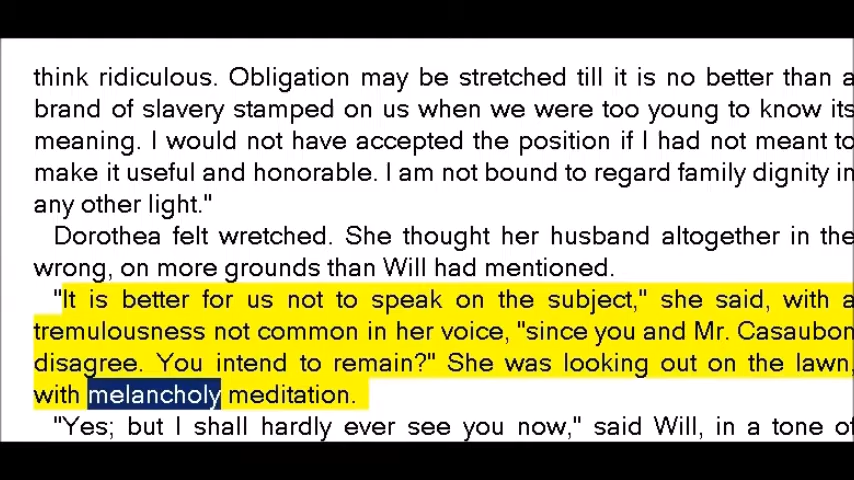 think ridiculous. Obligation may be stretched till it is no better than a
brand of slavery stamped on us when we were too young to know its
meaning. I would not have accepted the position if I had not meant to
make it useful and honorable. I am not bound to regard family dignity in
any other light."
Dorothea felt wretched. She thought her husband altogether in the
wrong, on more grounds than Will had mentioned.
"It is better for us not to speak on the subject," she said, with a
tremulousness not common in her voice, "since you and Mr. Casaubon
disagree. You intend to remain?" She was looking out on the lawn,
with melancholy meditation.
"Yes; but I shall hardly ever see you now," said Will, in a tone of